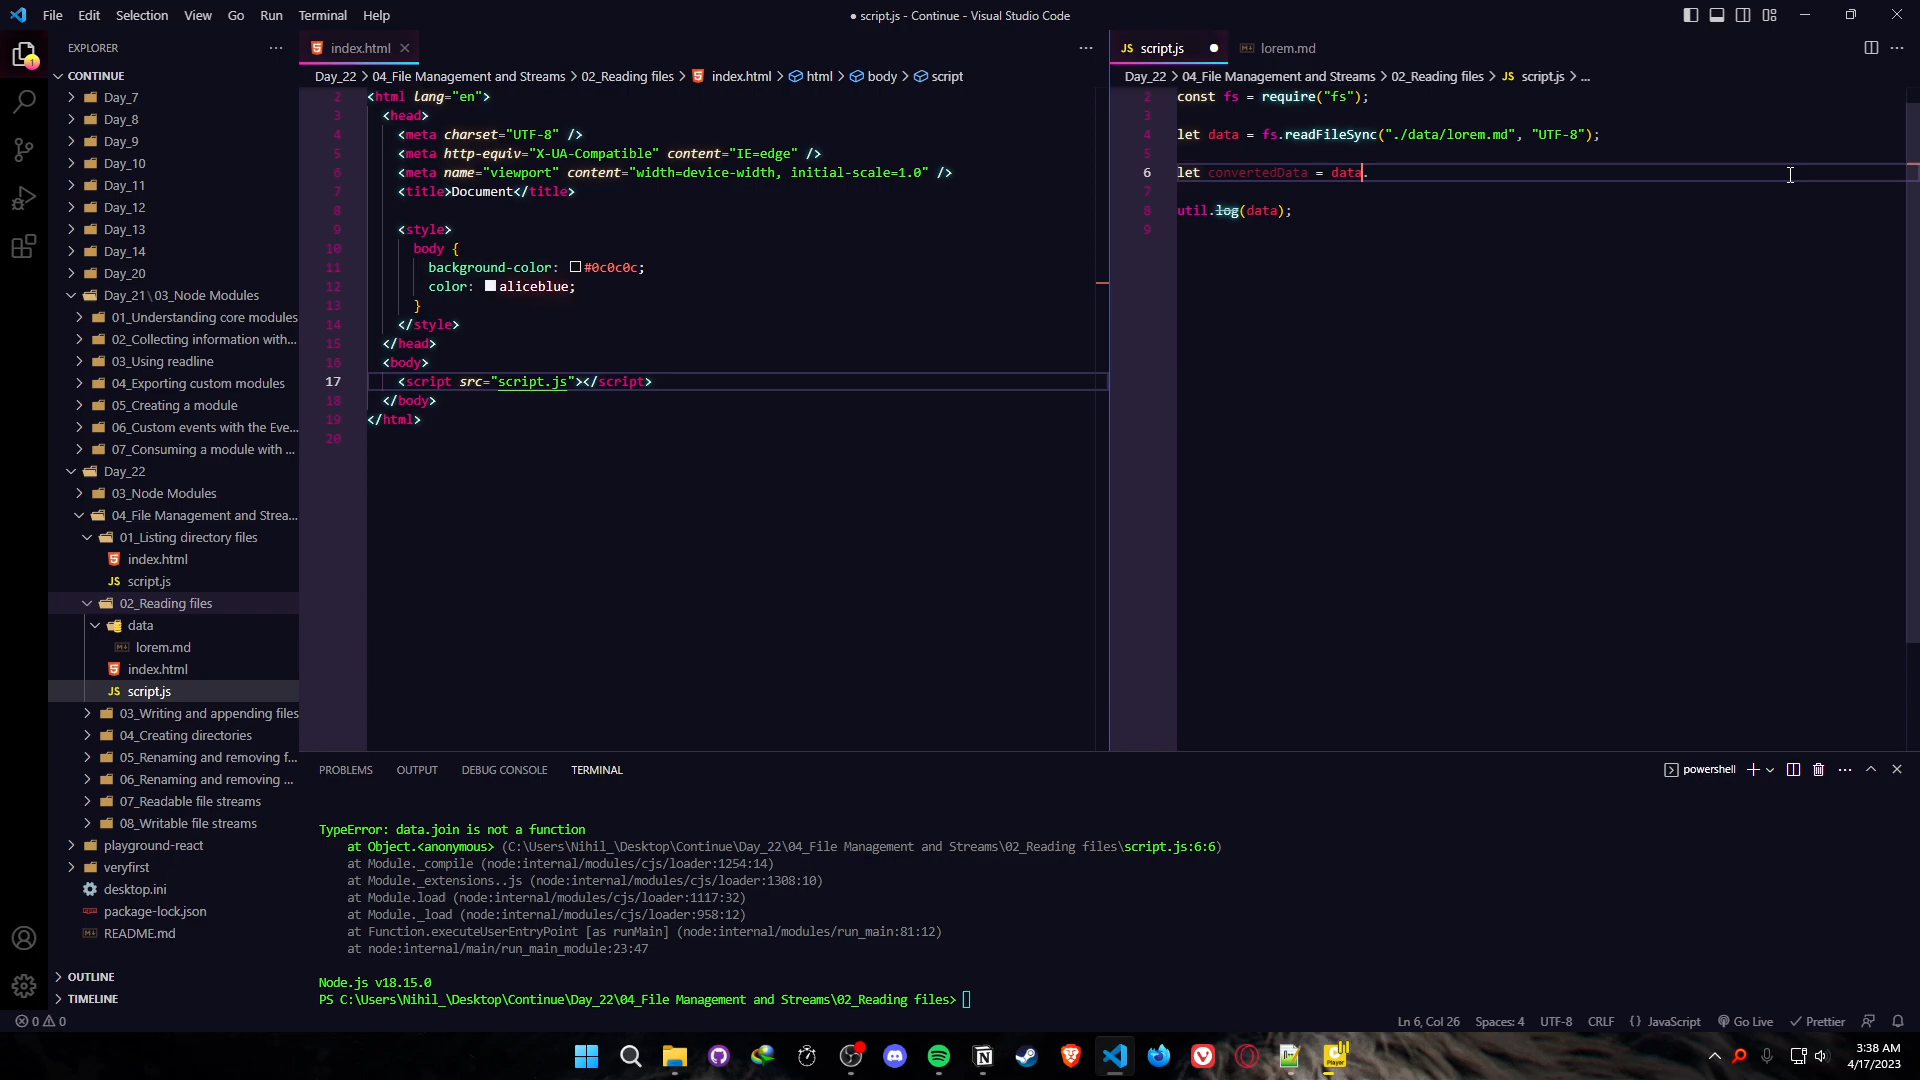 File Edit Selection View Go Run Terminal Help
● script.js - Continue - Visual Studio Code
EXPLORER
CONTINUE
Day_7
Day_8
Day_9
Day_10
Day_11
Day_12
Day_13
Day_14
Day_20
Day_21\03_Node Modules
01_Understanding core modules
02_Collecting information with...
03_Using readline
04_Exporting custom modules
05_Creating a module
06_Custom events with the Eve...
07_Consuming a module with ...
Day_22
03_Node Modules
04_File Management and Strea...
01_Listing directory files
index.html
JS script.js
02_Reading files
data
lorem.md
index.html
JS script.js
03_Writing and appending files
04_Creating directories
05_Renaming and removing f...
06_Renaming and removing ...
07_Readable file streams
08_Writable file streams
playground-react
veryfirst
desktop.ini
package-lock.json
README.md
OUTLINE
TIMELINE
index.html
Day_22 > 04_File Management and Streams > 02_Reading files > index.html > html > body > script
2 <html lang="en">
3 <head>
4 <meta charset="UTF-8" />
5 <meta http-equiv="X-UA-Compatible" content="IE=edge" />
6 <meta name="viewport" content="width=device-width, initial-scale=1.0" />
7 <title>Document</title>
8
9 <style>
10 body {
11 background-color: #0c0c0c;
12 color: aliceblue;
13 }
14 </style>
15 </head>
16 <body>
17 <script src="script.js"></script>
18 </body>
19 </html>
20
JS script.js ● lorem.md
Day_22 > 04_File Management and Streams > 02_Reading files > JS script.js > ...
2 const fs = require("fs");
3
4 let data = fs.readFileSync("./data/lorem.md", "UTF-8");
5
6 let convertedData = data.
7
8 util.log(data);
9
PROBLEMS OUTPUT DEBUG CONSOLE TERMINAL
powershell
TypeError: data.join is not a function
at Object.<anonymous> (C:\Users\Nihil_\Desktop\Continue\Day_22\04_File Management and Streams\02_Reading files\script.js:6:6)
at Module._compile (node:internal/modules/cjs/loader:1254:14)
at Module._extensions..js (node:internal/modules/cjs/loader:1308:10)
at Module.load (node:internal/modules/cjs/loader:1117:32)
at Module._load (node:internal/modules/cjs/loader:958:12)
at Function.executeUserEntryPoint [as runMain] (node:internal/modules/run_main:81:12)
at node:internal/main/run_main_module:23:47
Node.js v18.15.0
PS C:\Users\Nihil_\Desktop\Continue\Day_22\04_File Management and Streams\02_Reading files>
0 0
Ln 6, Col 26 Spaces: 4 UTF-8 CRLF {} JavaScript Go Live Prettier
3:38 AM
4/17/2023